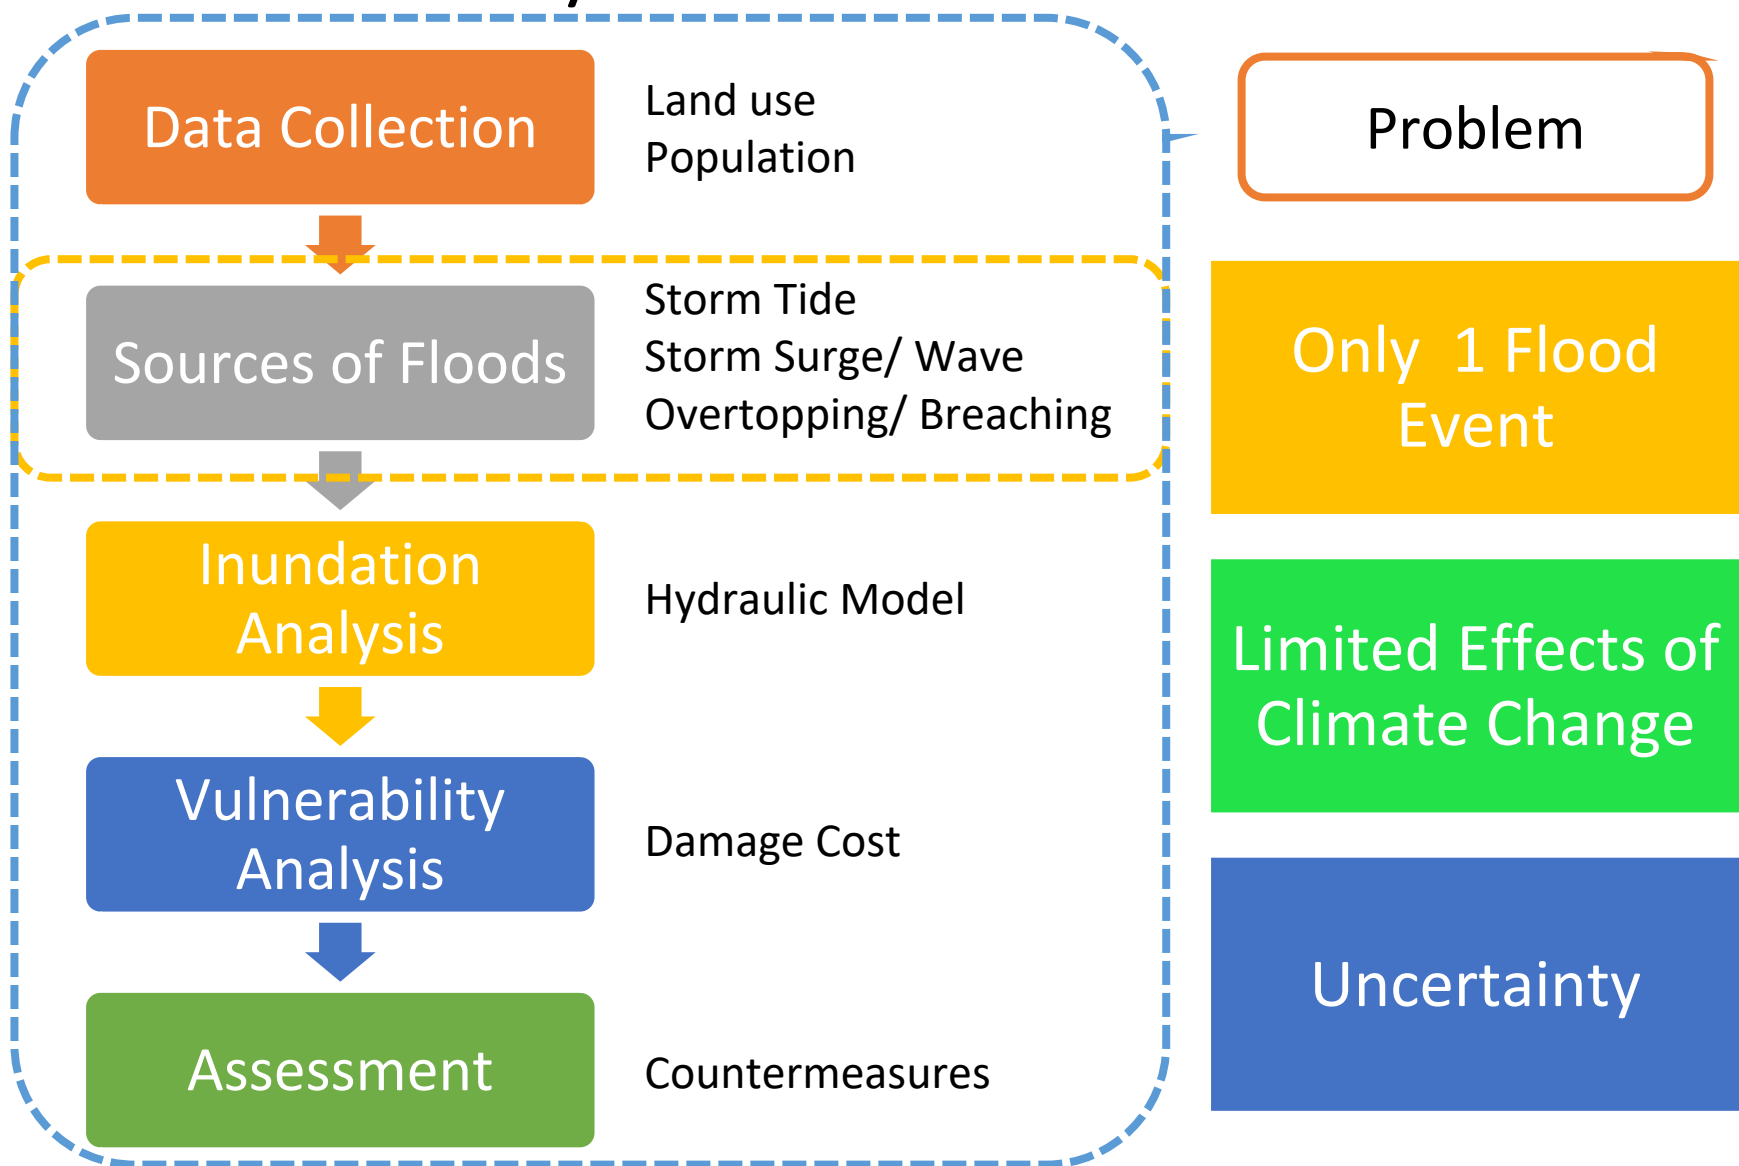 Data Collection
Land use
Population
Sources of Floods
Storm Tide
Storm Surge/ Wave
Overtopping/ Breaching
Inundation
Analysis
Hydraulic Model
Vulnerability
Analysis
Damage Cost
Assessment
Countermeasures
Problem
Only 1 Flood
Event
Limited Effects of
Climate Change
Uncertainty